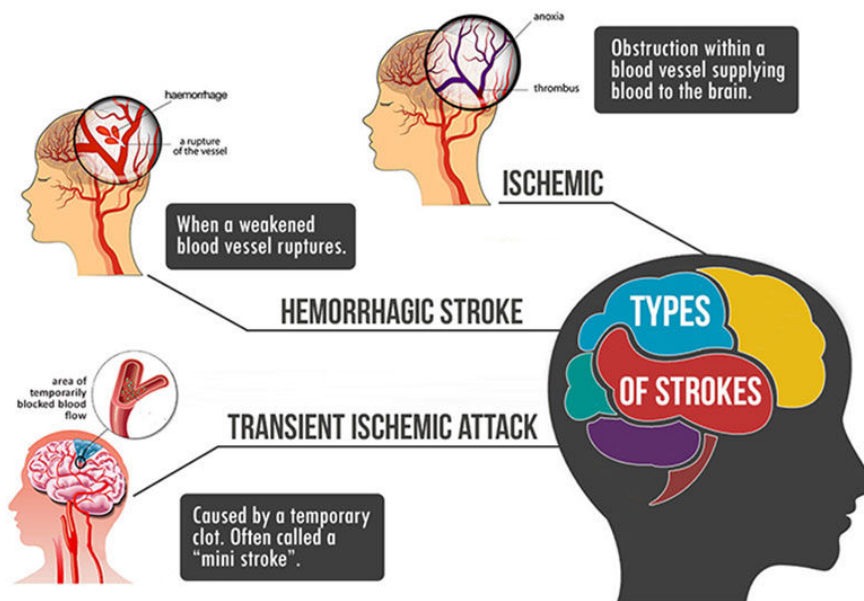 anoxia
thrombus
Obstruction within a
blood vessel supplying
blood to the brain.
ISCHEMIC
haemorrhage
a rupture
of the vessel
When a weakened
blood vessel ruptures.
HEMORRHAGIC STROKE
TYPES
OF STROKES
area of
temporarily
blocked blood
flow
TRANSIENT ISCHEMIC ATTACK
Caused by a temporary
clot. Often called a
“mini stroke”.